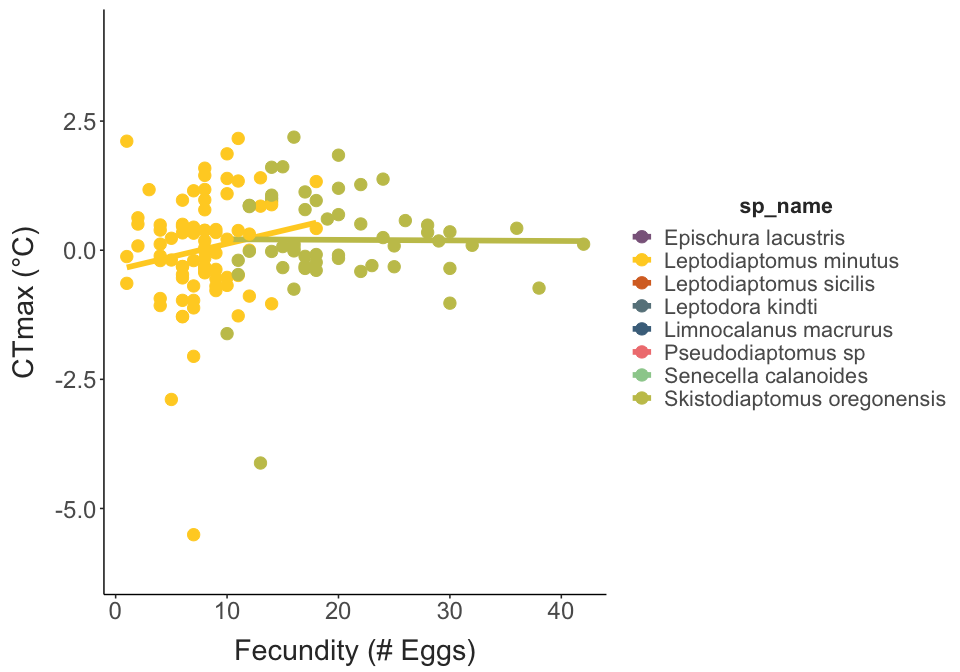 2.5
0.0
-2.5
-5.0
CTmax (°C)
0
10
20
30
40
Fecundity (# Eggs)
sp_name
Epischura lacustris
Leptodiaptomus minutus
Leptodiaptomus sicilis
Leptodora kindti
Limnocalanus macrurus
Pseudodiaptomus sp
Senecella calanoides
Skistodiaptomus oregonensis